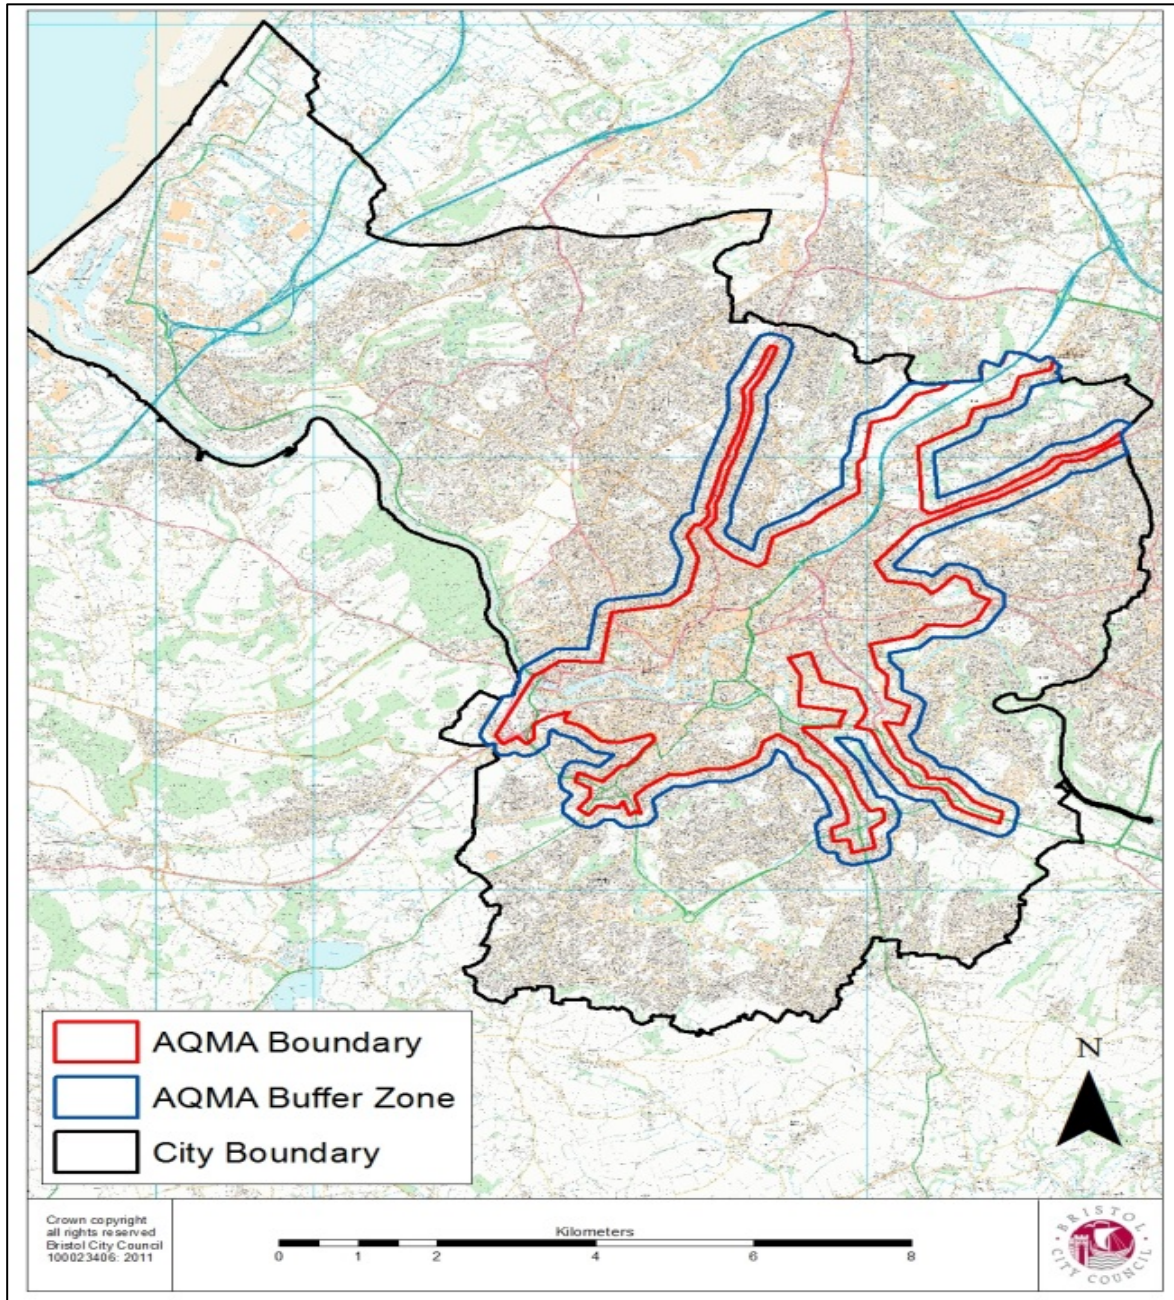 AQMA Boundary
AQMA Buffer Zone
City Boundary
N
Crown copyright
all rights reserved
Bristol City Council
100023406: 2011
Kilometers
0 1 2 4 6 8
BRISTOL
CITY COUNCIL